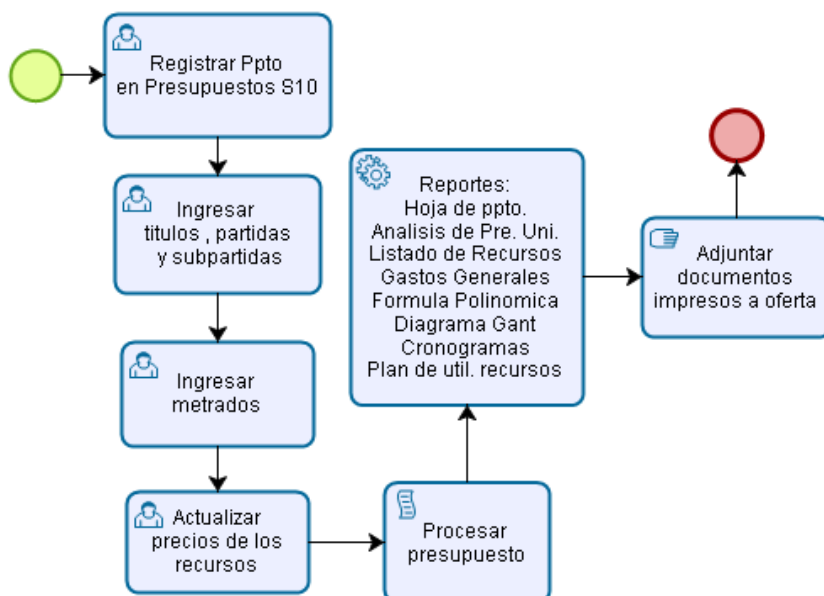 Registrar Ppto
en Presupuestos S10
Ingresar
titulos , partidas
y subpartidas
Ingresar
metrados
Actualizar
precios de los
recursos
Procesar
presupuesto
Reportes:
Hoja de ppto.
Analisis de Pre. Uni.
Listado de Recursos
Gastos Generales
Formula Polinomica
Diagrama Gant
Cronogramas
Plan de util. recursos
Adjuntar
documentos
impresos a oferta